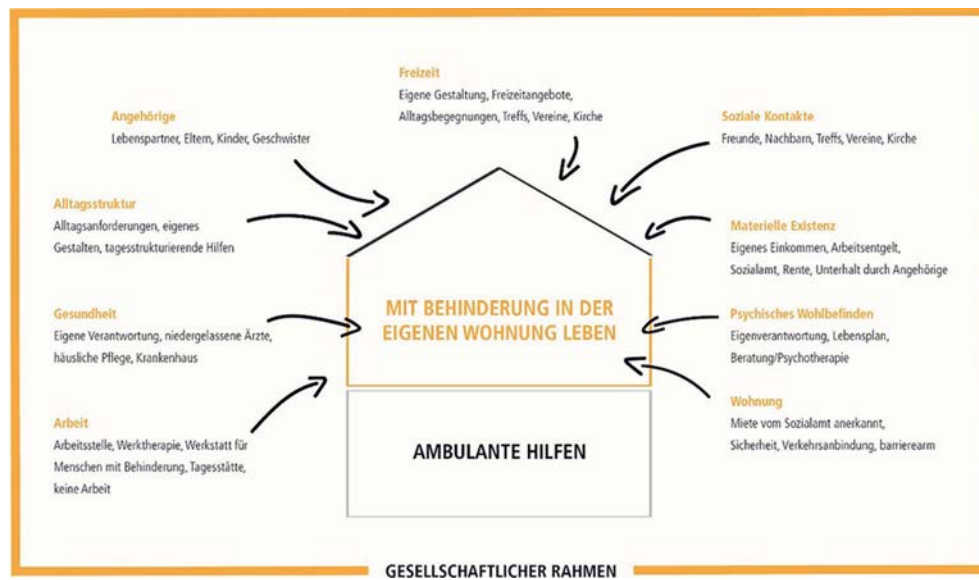 Freizeit
Eigene Gestaltung, Freizeitangebote,
Alltagsbegegnungen, Treffs, Vereine, Kirche
Angehörige
Lebenspartner, Eltern, Kinder, Geschwister
Soziale Kontakte
Freunde, Nachbarn, Treffs, Vereine, Kirche
Alltagsstruktur
Alltagsanforderungen, eigenes
Gestalten, tagesstrukturierende Hilfen
Materielle Existenz
Eigenes Einkommen, Arbeitsentgelt,
Sozialamt, Rente, Unterhalt durch Angehörige
MIT BEHINDERUNG IN DER
EIGENEN WOHNUNG LEBEN
Gesundheit
Eigene Verantwortung, niedergelassene Ärzte,
häusliche Pflege, Krankenhaus
Psychisches Wohlbefinden
Eigenverantwortung, Lebensplan,
Beratung/Psychotherapie
Arbeit
Arbeitsstelle, Werktherapie, Werkstatt für
Menschen mit Behinderung, Tagesstätte,
keine Arbeit
Wohnung
Miete vom Sozialamt anerkannt,
Sicherheit, Verkehrsanbindung, barrierearm
AMBULANTE HILFEN
GESELLSCHAFTLICHER RAHMEN